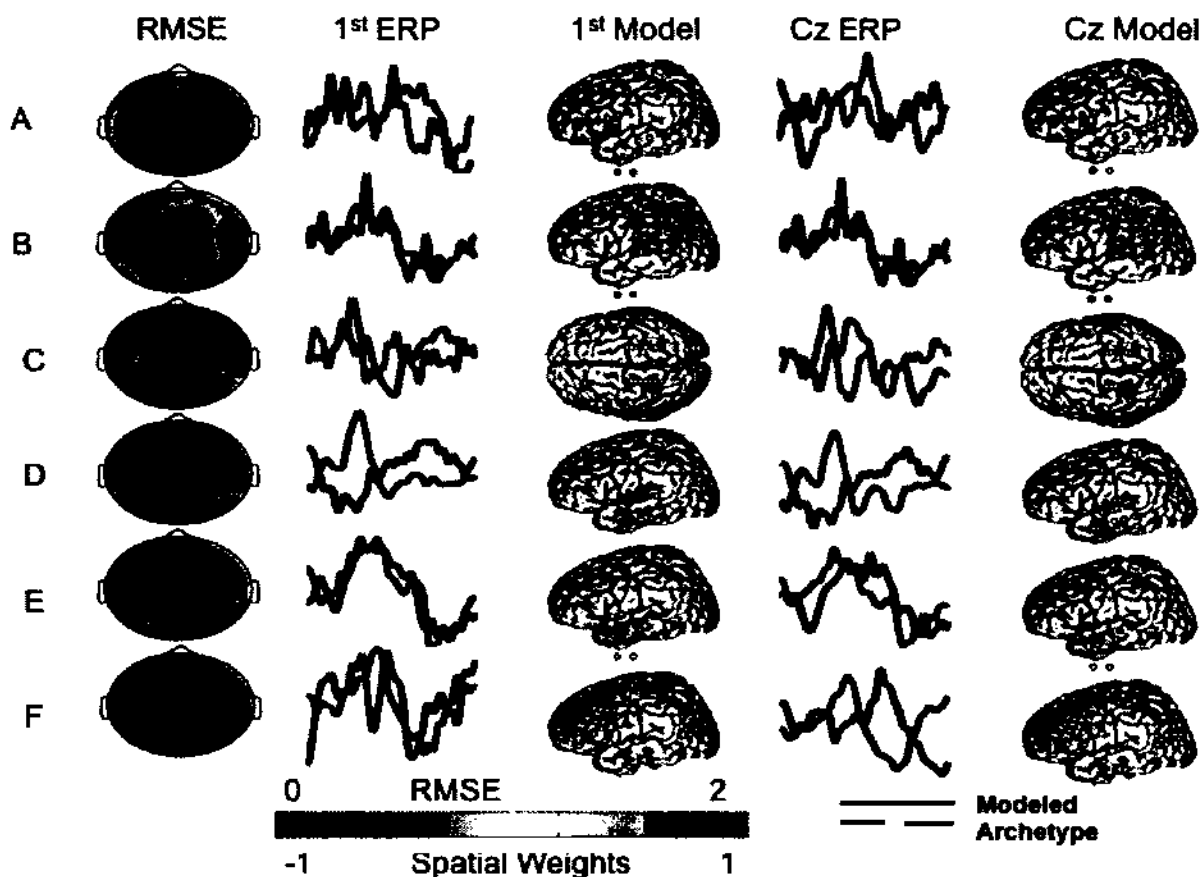 RMSE 1st ERP 1st Model Cz ERP Cz Model
A
B
C
D
E
F
0 RMSE 2
Modeled
Archetype
-1 Spatial Weights 1